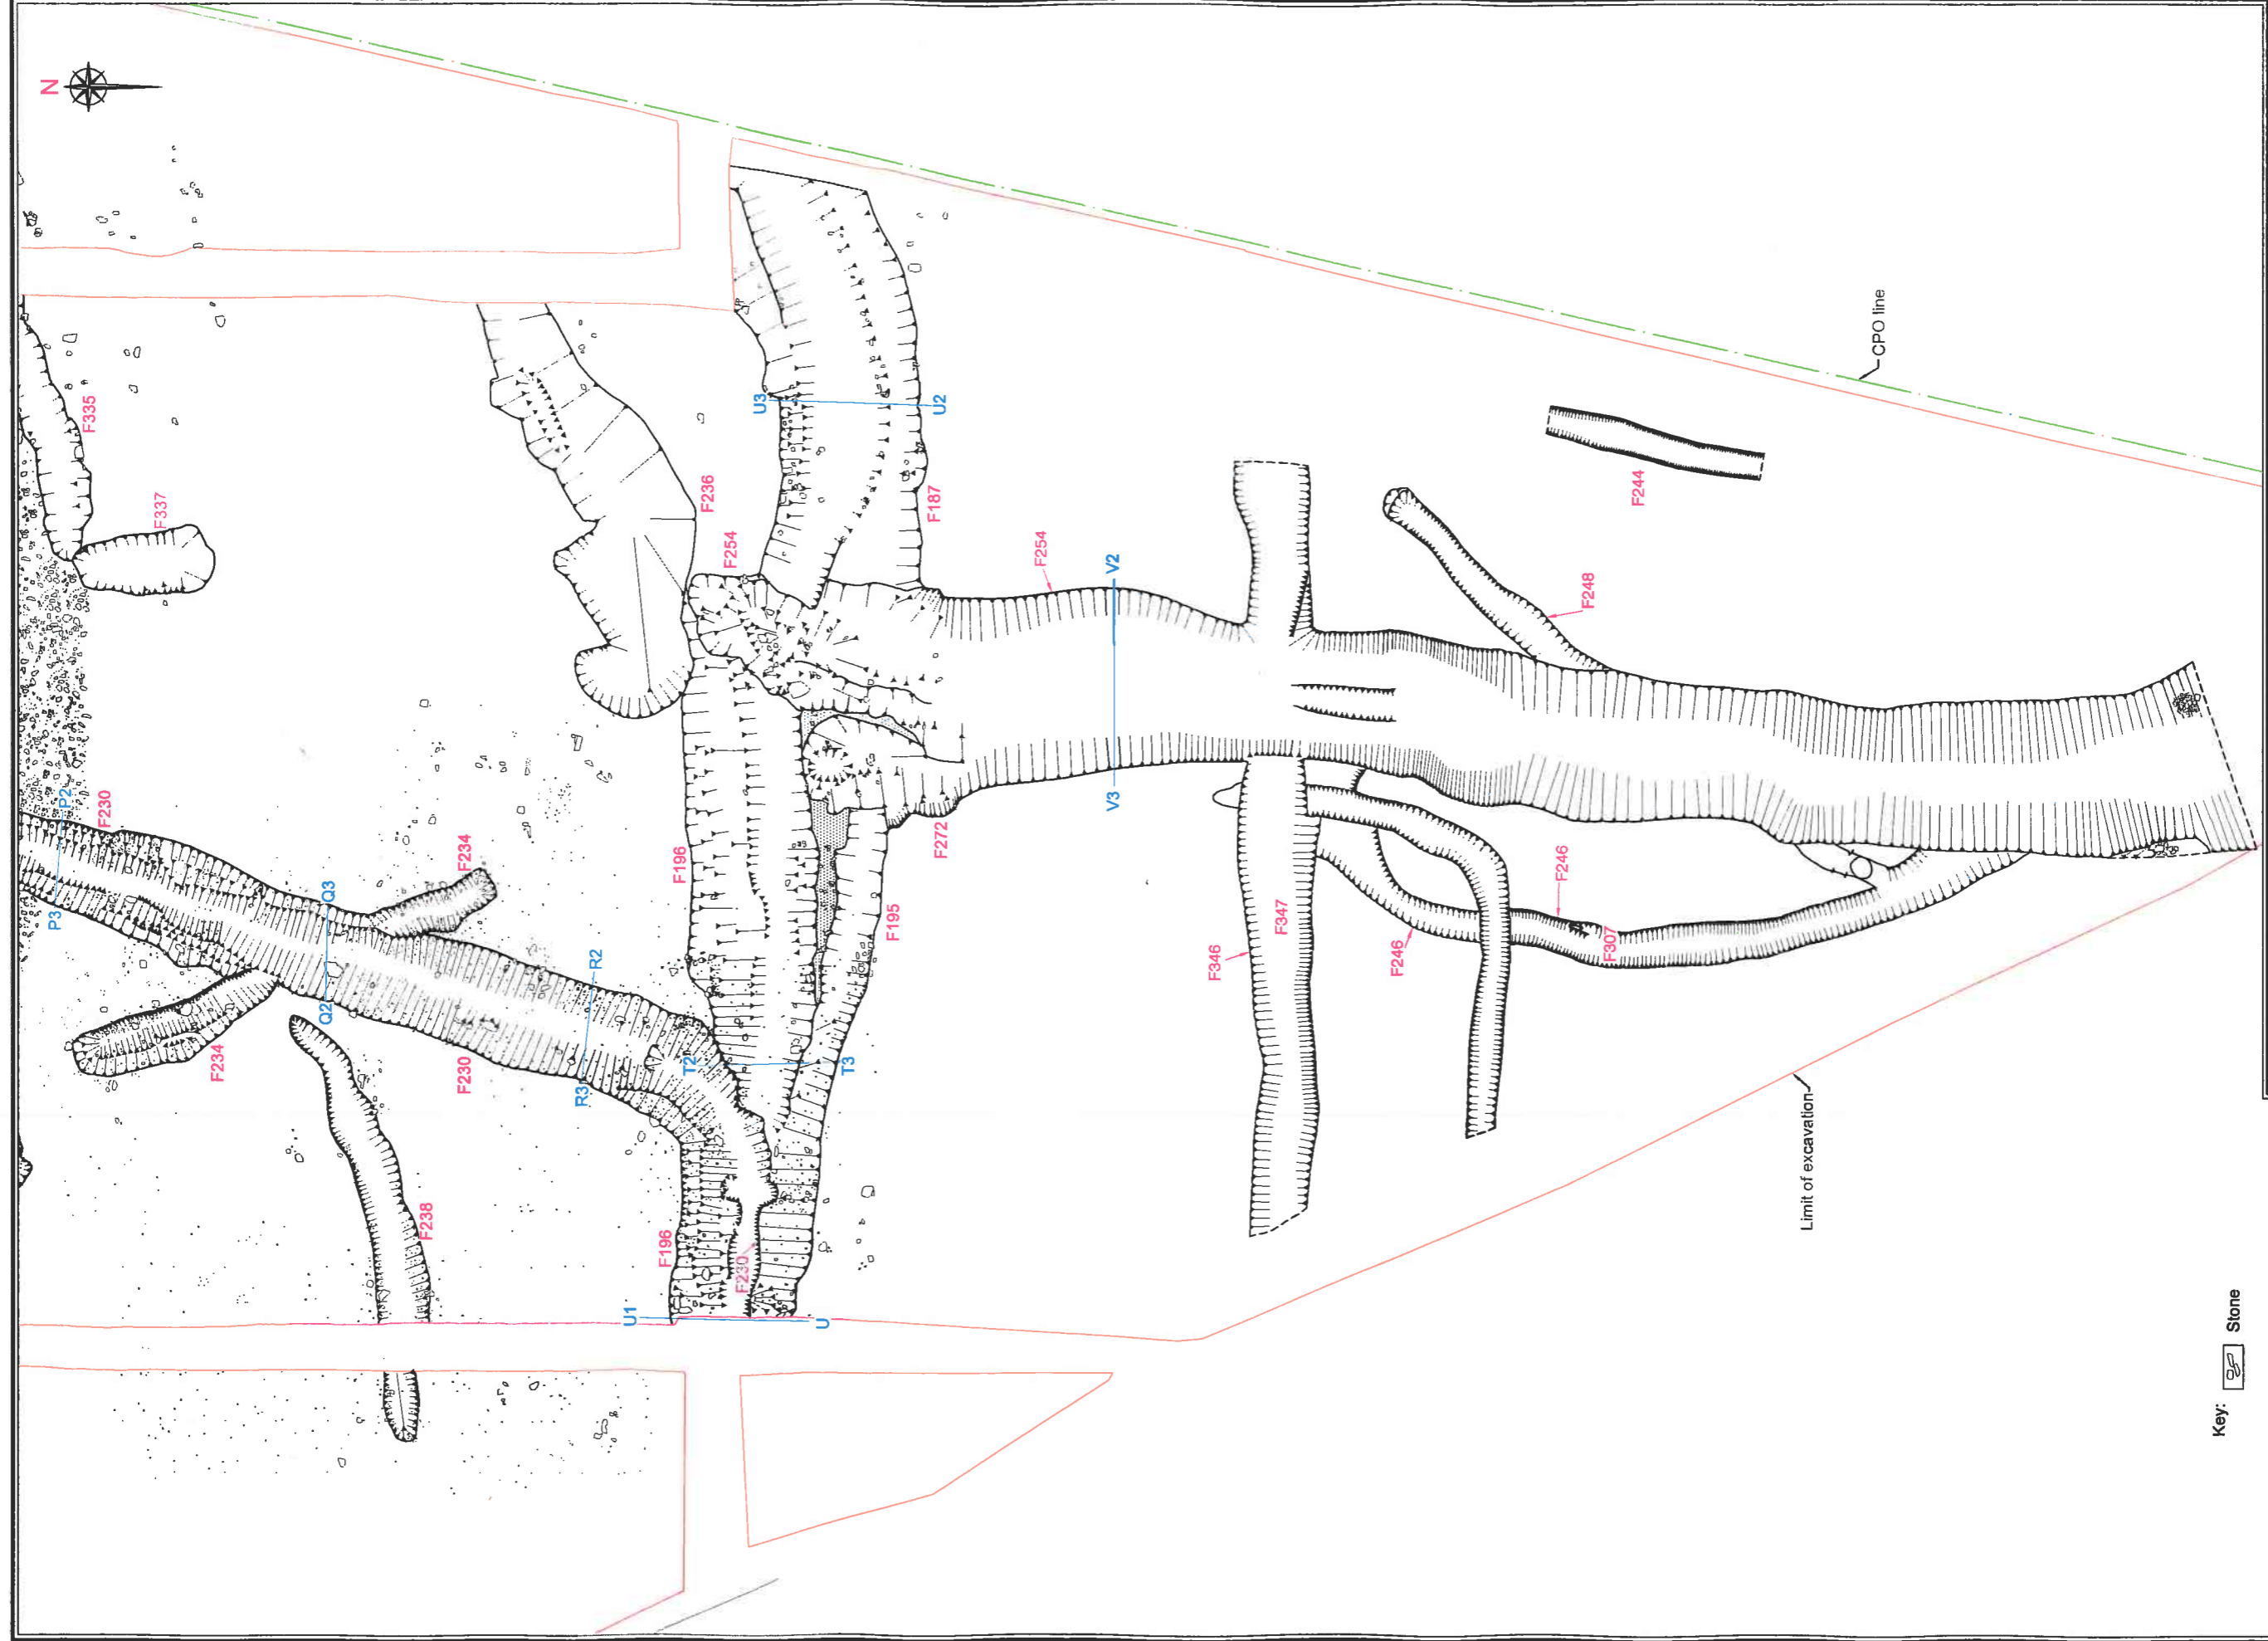 N
F335
F337
P2
F230
P3
F234
Q3
Q2
F234
F230
R2
R3
F238
F236
F254
U3
U2
F187
F196
F272
F195
T2
T3
F196
F230
U1
U
F254
V2
V3
F244
F248
F346
F347
F246
F246
F307
CPO line
Limit of excavation
Key:
Stone